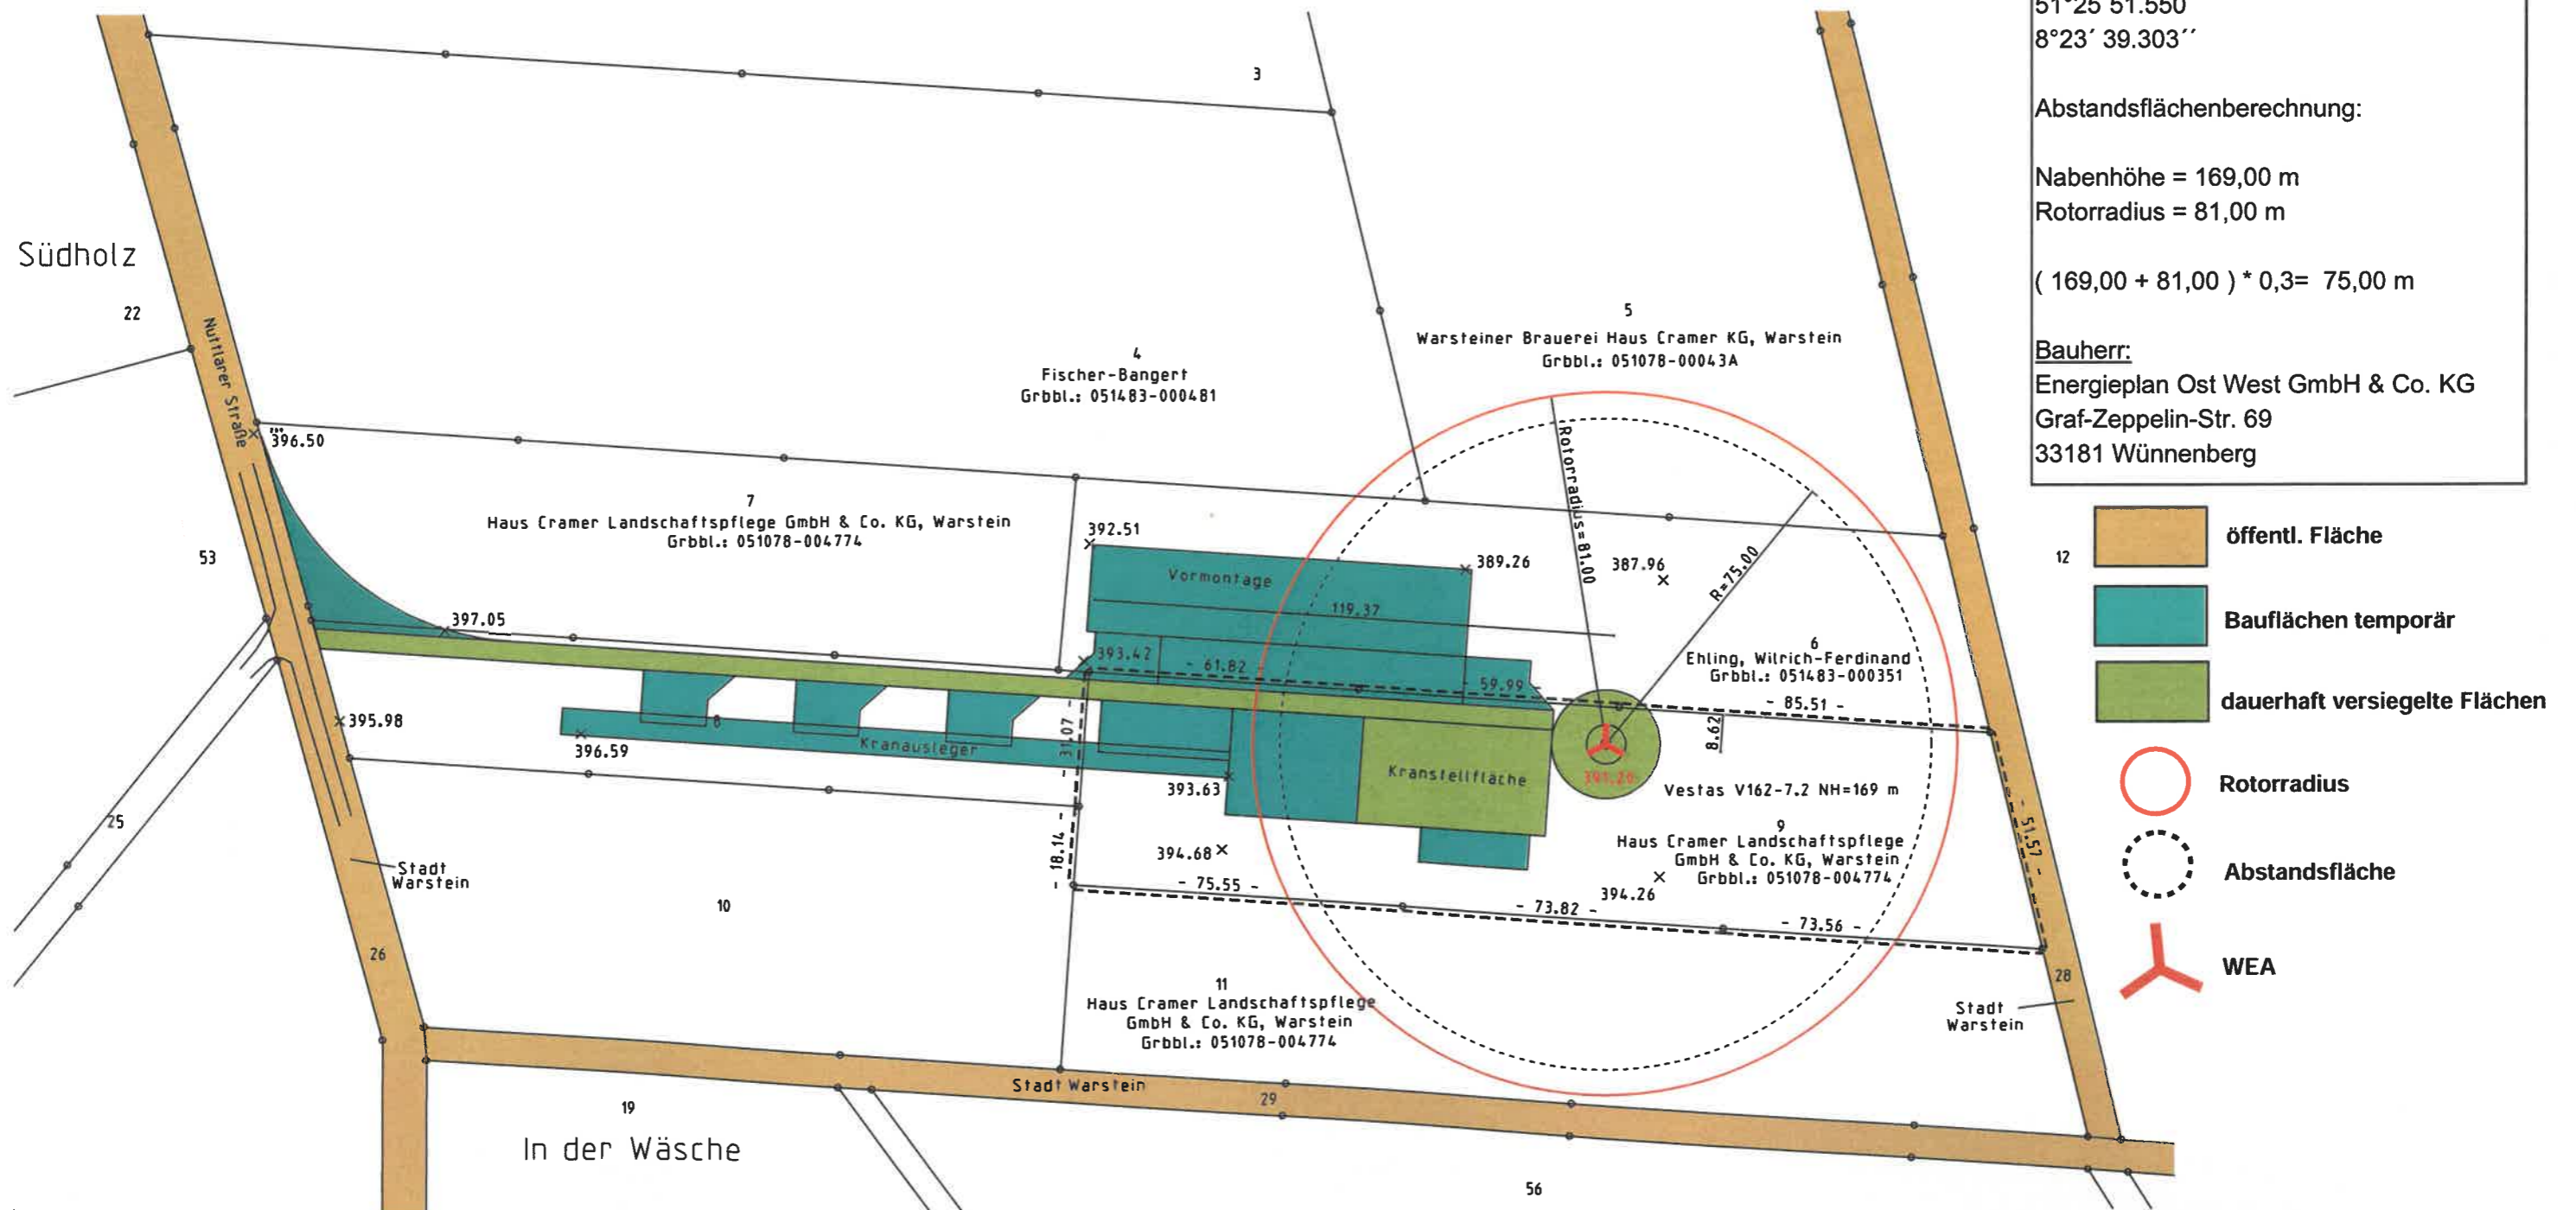 51°25 51.550
8°23´ 39.303´´
Abstandsflächenberechnung:
Nabenhöhe = 169,00 m
Rotorradius = 81,00 m
( 169,00 + 81,00 ) * 0,3= 75,00 m
Bauherr:
Energieplan Ost West GmbH & Co. KG
Graf-Zeppelin-Str. 69
33181 Wünnenberg
öffentl. Fläche
Bauflächen temporär
dauerhaft versiegelte Flächen
Rotorradius
Abstandsfläche
WEA
3
Südholz
22
Nuttlarer Straße
396.50
4
Fischer-Bangert
Grbbl.: 051483-000481
5
Warsteiner Brauerei Haus Cramer KG, Warstein
Grbbl.: 051078-00043A
7
Haus Cramer Landschaftspflege GmbH & Co. KG, Warstein
Grbbl.: 051078-004774
53
12
392.51
Vormontage
389.26
387.96
Rotorradius=81.00
R=75.00
119.37
397.05
393.42
- 61.82 -
- 59.99 -
6
Ehling, Wilrich-Ferdinand
Grbbl.: 051483-000351
- 85.51 -
8.62
395.98
8
396.59
Kranausleger
- 31.07 -
393.63
Kranstellfläche
Vestas V162-7.2 NH=169 m
9
Haus Cramer Landschaftspflege
GmbH & Co. KG, Warstein
Grbbl.: 051078-004774
- 51.57 -
25
Stadt
Warstein
- 18.14 -
394.68
394.26
- 75.55 -
- 73.82 -
- 73.56 -
10
26
11
Haus Cramer Landschaftspflege
GmbH & Co. KG, Warstein
Grbbl.: 051078-004774
28
Stadt
Warstein
Stadt Warstein
29
19
In der Wäsche
56